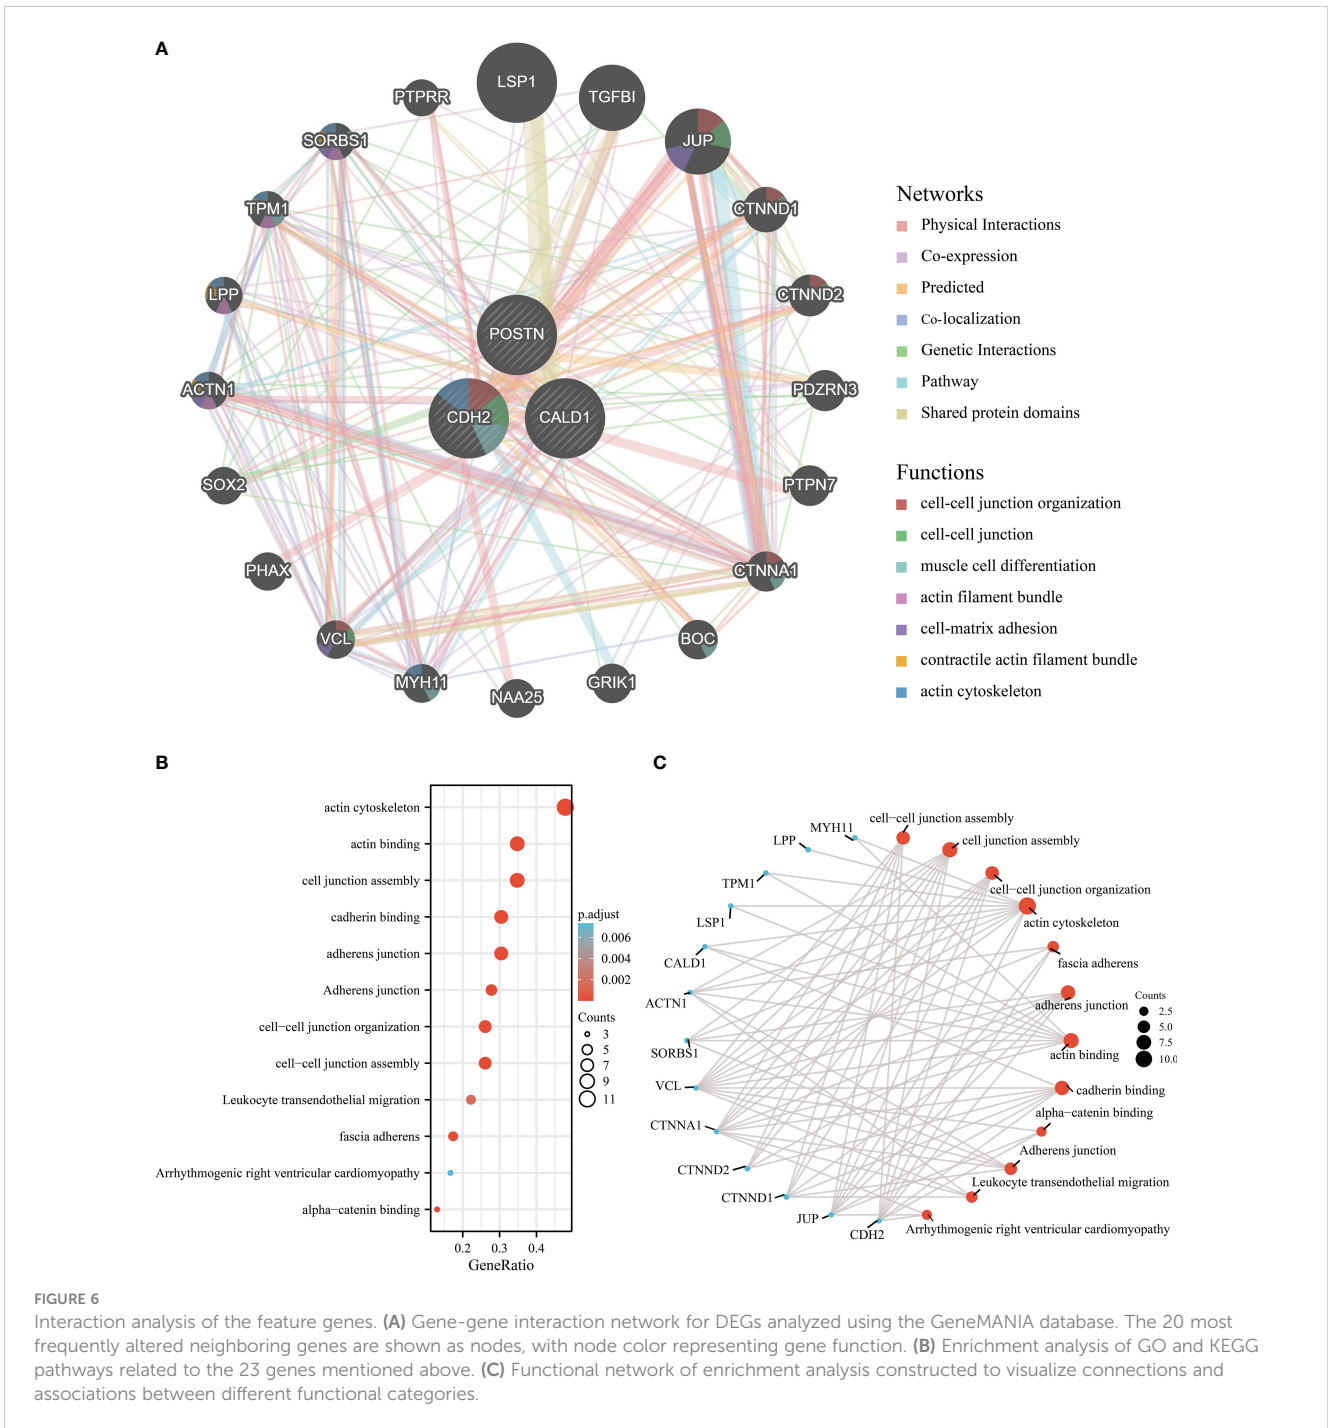 A
LSP1
TGFBI
PTPRR
JUP
SORBS1
CTNND1
TPM1
CTNND2
LPP
POSTN
PDZRN3
ACTN1
CDH2
CALD1
SOX2
PTPN7
PHAX
CTNNA1
VCL
BOC
MYH11
NAA25
GRIK1
Networks
Physical Interactions
Co-expression
Predicted
Co-localization
Genetic Interactions
Pathway
Shared protein domains
Functions
cell-cell junction organization
cell-cell junction
muscle cell differentiation
actin filament bundle
cell-matrix adhesion
contractile actin filament bundle
actin cytoskeleton
B
actin cytoskeleton
actin binding
cell junction assembly
cadherin binding
adherens junction
Adherens junction
cell−cell junction organization
cell−cell junction assembly
Leukocyte transendothelial migration
fascia adherens
Arrhythmogenic right ventricular cardiomyopathy
alpha−catenin binding
0.2 0.3 0.4
GeneRatio
p.adjust
0.006
0.004
0.002
Counts
3
5
7
9
11
C
MYH11
LPP
TPM1
LSP1
CALD1
ACTN1
SORBS1
VCL
CTNNA1
CTNND2
CTNND1
JUP
CDH2
cell−cell junction assembly
cell junction assembly
cell−cell junction organization
actin cytoskeleton
fascia adherens
adherens junction
actin binding
cadherin binding
alpha−catenin binding
Adherens junction
Leukocyte transendothelial migration
Arrhythmogenic right ventricular cardiomyopathy
Counts
2.5
5.0
7.5
10.0
FIGURE 6
Interaction analysis of the feature genes. (A) Gene-gene interaction network for DEGs analyzed using the GeneMANIA database. The 20 most
frequently altered neighboring genes are shown as nodes, with node color representing gene function. (B) Enrichment analysis of GO and KEGG
pathways related to the 23 genes mentioned above. (C) Functional network of enrichment analysis constructed to visualize connections and
associations between different functional categories.